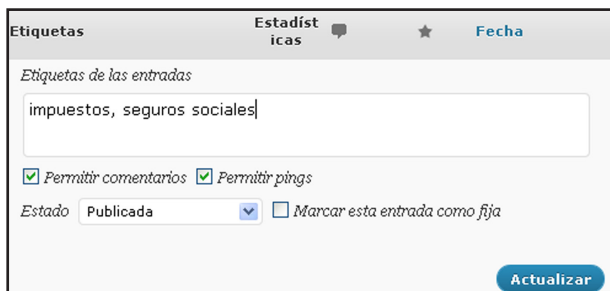 Etiquetas Estadíst icas Fecha
Etiquetas de las entradas
impuestos, seguros sociales
Permitir comentarios Permitir pings
Estado Publicada Marcar esta entrada como fija
Actualizar